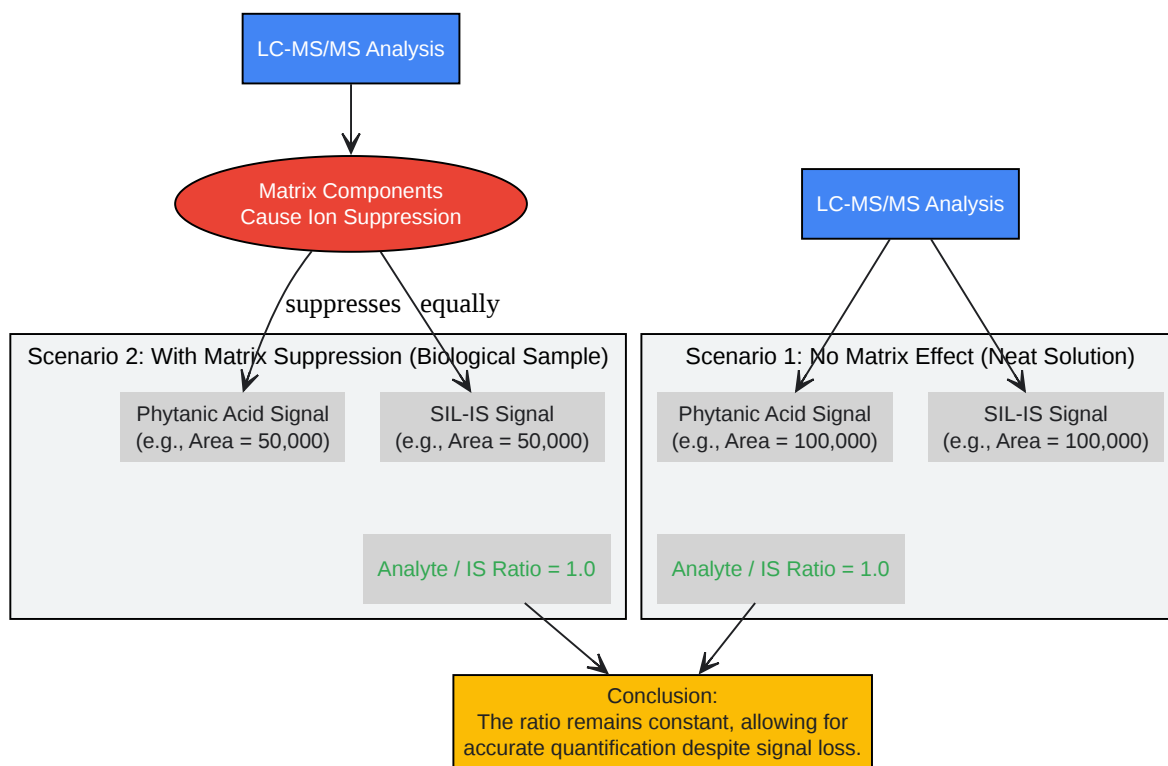 LC-MS/MS Analysis
Matrix Components
Cause Ion Suppression
suppresses
equally
Scenario 2: With Matrix Suppression (Biological Sample)
Phytanic Acid Signal
(e.g., Area = 50,000)
SIL-IS Signal
(e.g., Area = 50,000)
Analyte / IS Ratio = 1.0
LC-MS/MS Analysis
Scenario 1: No Matrix Effect (Neat Solution)
Phytanic Acid Signal
(e.g., Area = 100,000)
SIL-IS Signal
(e.g., Area = 100,000)
Analyte / IS Ratio = 1.0
Conclusion:
The ratio remains constant, allowing for
accurate quantification despite signal loss.